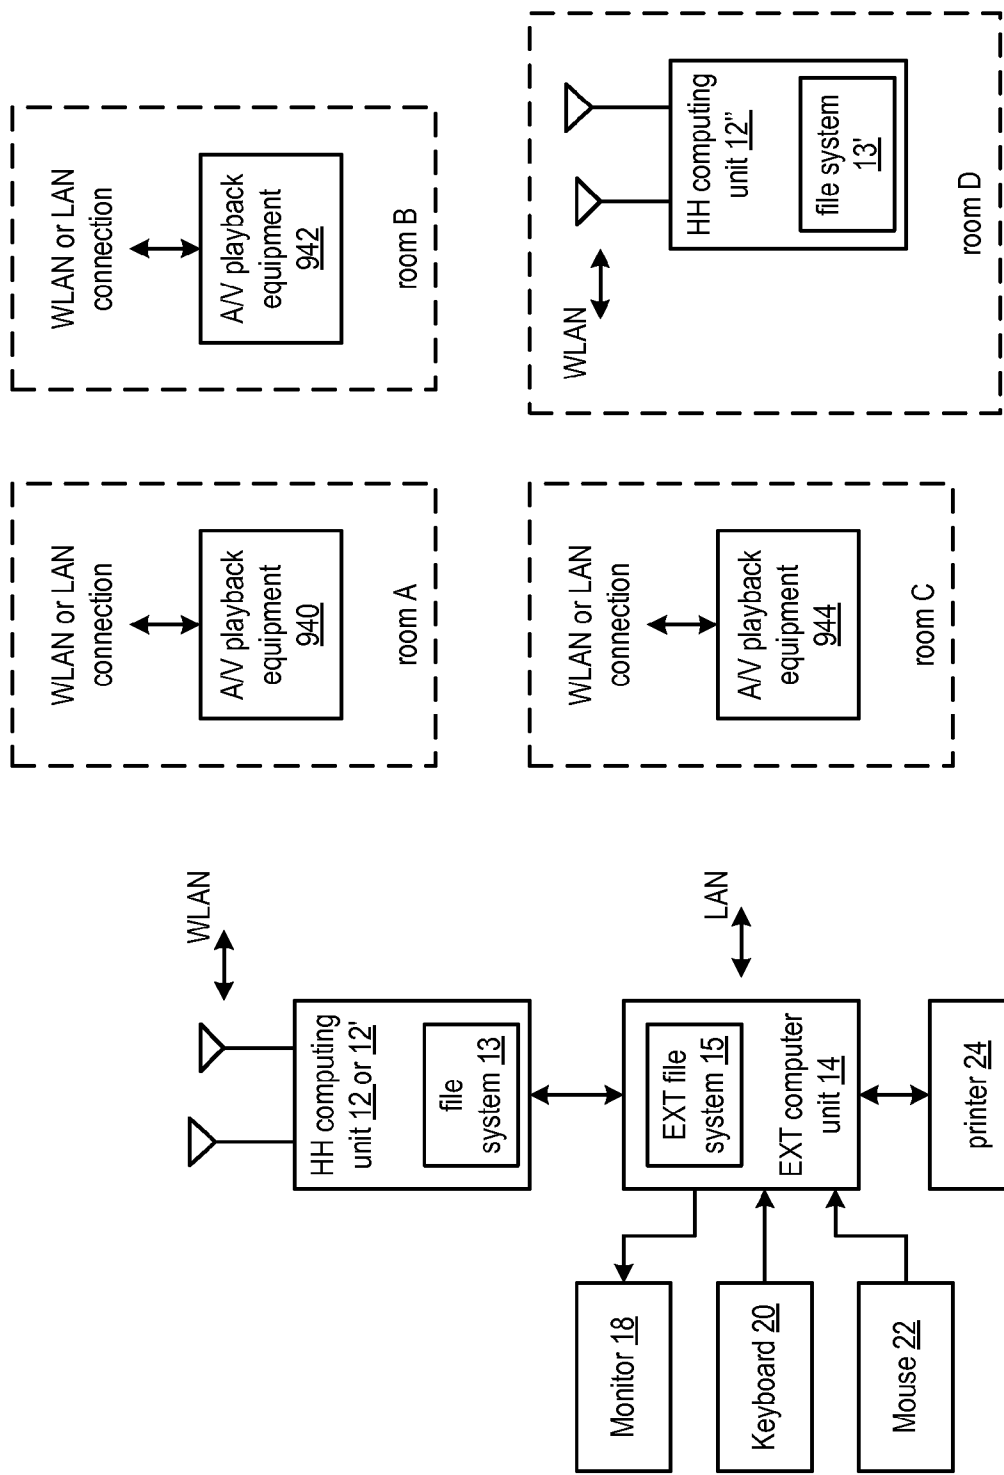 WLAN or LAN
connection
A/V playback
equipment
940
room A
WLAN or LAN
connection
A/V playback
equipment
942
room B
WLAN
HH computing
unit 12 or 12'
file
system 13
WLAN or LAN
connection
A/V playback
equipment
944
room C
WLAN
HH computing
unit 12"
file system
13'
room D
LAN
EXT file
system 15
EXT computer
unit 14
Monitor 18
Keyboard 20
Mouse 22
printer 24